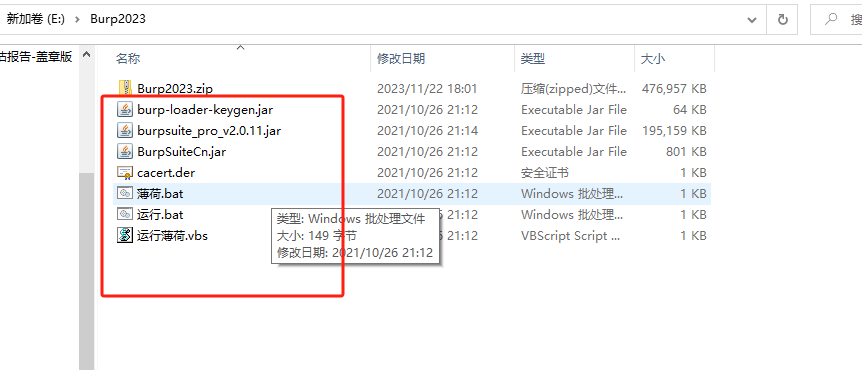 新加卷 (E:) > Burp2023
搜
古报告-盖章版
名称 修改日期 类型 大小
Burp2023.zip 2023/11/22 18:01 压缩(zipped)文件... 476,957 KB
burp-loader-keygen.jar 2021/10/26 21:12 Executable Jar File 64 KB
burpsuite_pro_v2.0.11.jar 2021/10/26 21:14 Executable Jar File 195,159 KB
BurpSuiteCn.jar 2021/10/26 21:12 Executable Jar File 801 KB
cacert.der 2021/10/26 21:12 安全证书 1 KB
薄荷.bat 2021/10/26 21:12 Windows 批处理... 1 KB
运行.bat 21:12 Windows 批处理... 1 KB
运行薄荷.vbs 21:12 VBScript Script ... 1 KB
类型: Windows 批处理文件
大小: 149 字节
修改日期: 2021/10/26 21:12